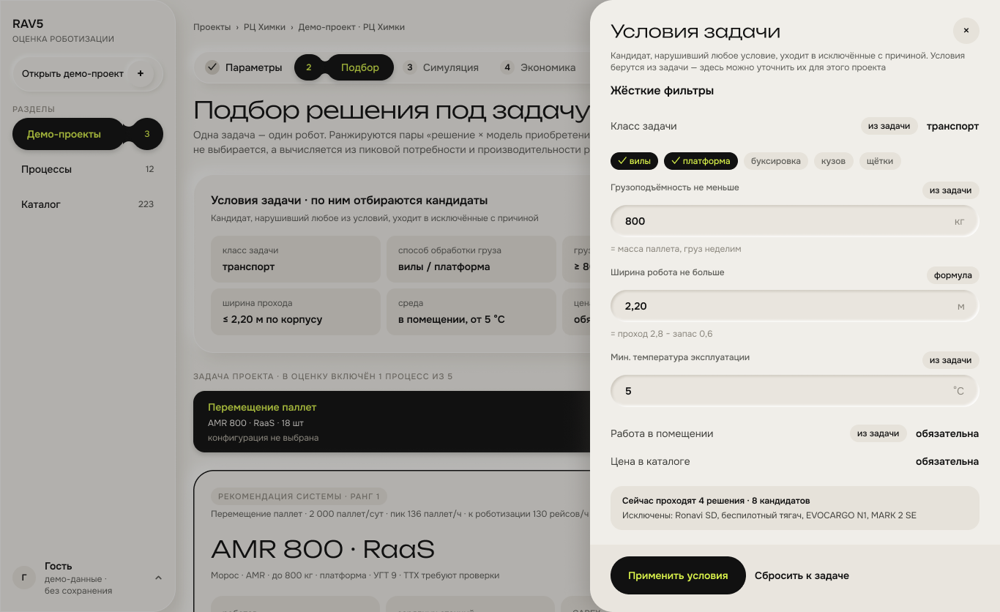 RAV5
ОЦЕНКА РОБОТИЗАЦИИ
Открыть демо-проект +
РАЗДЕЛЫ
Демо-проекты 3
Процессы 12
Каталог 223
Г
Гость
демо-данные ·
без сохранения
Проекты › РЦ Химки › Демо-проект · РЦ Химки
Параметры 2 Подбор 3 Симуляция 4 Экономика
Подбор решения под задачу
Одна задача — один робот. Ранжируются пары «решение × модель приобретени
не выбирается, а вычисляется из пиковой потребности и производительности р
Условия задачи · по ним отбираются кандидаты
Кандидат, нарушивший любое из условий, уходит в исключённые с причиной
класс задачи
транспорт
способ обработки груза
вилы / платформа
груз
≥ 80
ширина прохода
≤ 2,20 м по корпусу
среда
в помещении, от 5 °C
цен
обя
ЗАДАЧА ПРОЕКТА · В ОЦЕНКУ ВКЛЮЧЁН 1 ПРОЦЕСС ИЗ 5
Перемещение паллет
AMR 800 · RaaS · 18 шт
конфигурация не выбрана
РЕКОМЕНДАЦИЯ СИСТЕМЫ · РАНГ 1
Перемещение паллет · 2 000 паллет/сут · пик 136 паллет/ч · к роботизации 130 рейсов/ч
AMR 800 · RaaS
Морос · AMR · до 800 кг · платформа · УГТ 9 · ТТХ требуют проверки
Условия задачи ×
Кандидат, нарушивший любое условие, уходит в исключённые с причиной. Условия
берутся из задачи — здесь можно уточнить их для этого проекта
Жёсткие фильтры
Класс задачи из задачи транспорт
вилы платформа буксировка кузов щётки
Грузоподъёмность не меньше из задачи
800 кг
= масса паллета, груз неделим
Ширина робота не больше формула
2,20 м
= проход 2,8 − запас 0,6
Мин. температура эксплуатации из задачи
5 °C
Работа в помещении из задачи обязательна
Цена в каталоге обязательна
Сейчас проходят 4 решения · 8 кандидатов
Исключены: Ronavi SD, беспилотный тягач, EVOCARGO N1, MARK 2 SE
Применить условия Сбросить к задаче